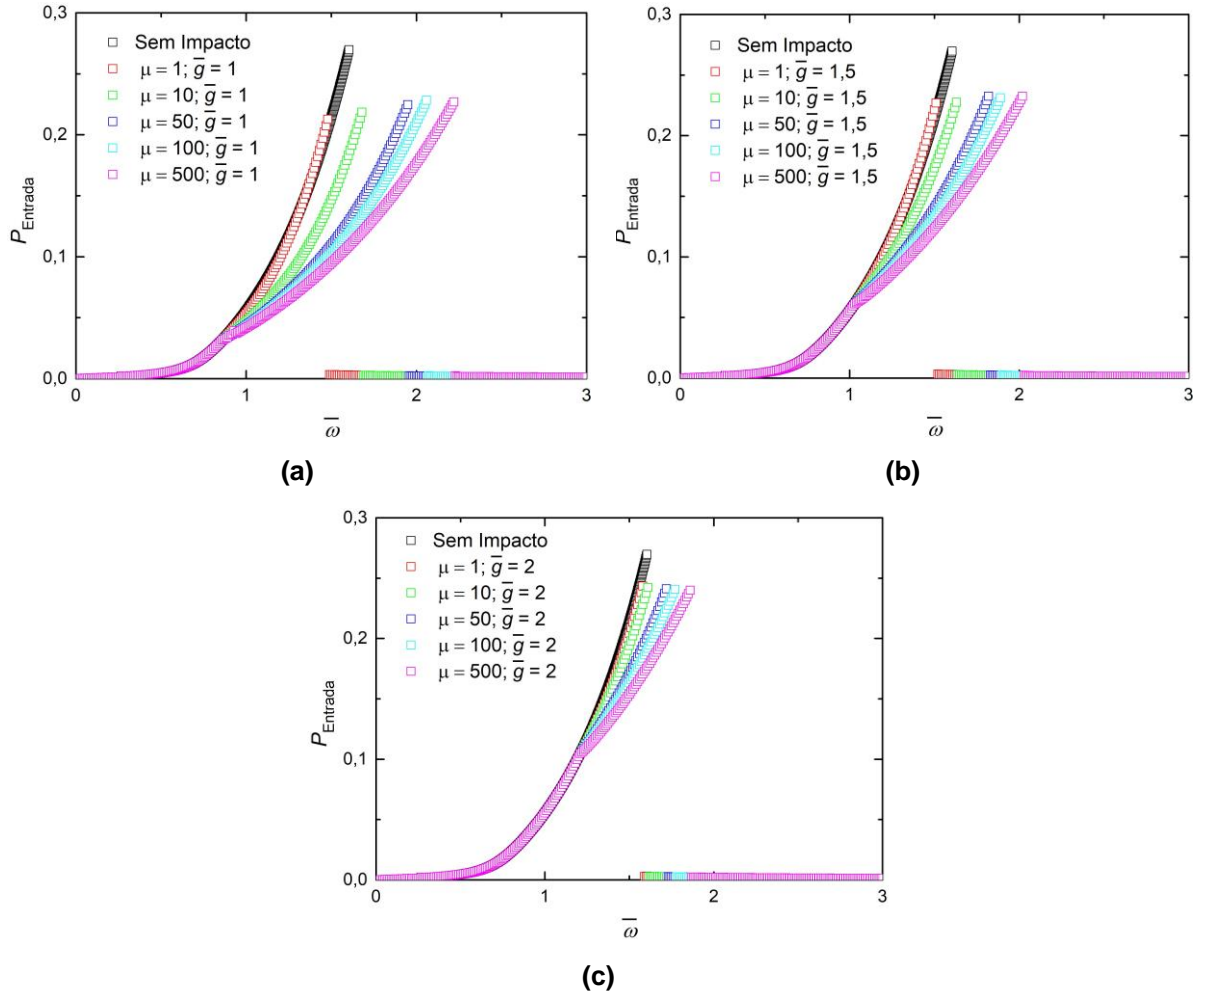 0,3
Sem Impacto
μ = 1; g̅ = 1
μ = 10; g̅ = 1
μ = 50; g̅ = 1
μ = 100; g̅ = 1
μ = 500; g̅ = 1
0,2
0,1
0,0
P Entrada
0 1 2 3
ω̅
(a)
0,3
Sem Impacto
μ = 1; g̅ = 1,5
μ = 10; g̅ = 1,5
μ = 50; g̅ = 1,5
μ = 100; g̅ = 1,5
μ = 500; g̅ = 1,5
0,2
0,1
0,0
P Entrada
0 1 2 3
ω̅
(b)
0,3
Sem Impacto
μ = 1; g̅ = 2
μ = 10; g̅ = 2
μ = 50; g̅ = 2
μ = 100; g̅ = 2
μ = 500; g̅ = 2
0,2
0,1
0,0
P Entrada
0 1 2 3
ω̅
(c)